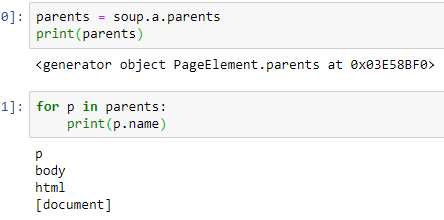 0]: parents = soup.a.parents
print(parents)
<generator object PageElement.parents at 0x03E58BF0>
1]: for p in parents:
print(p.name)
p
body
html
[document]